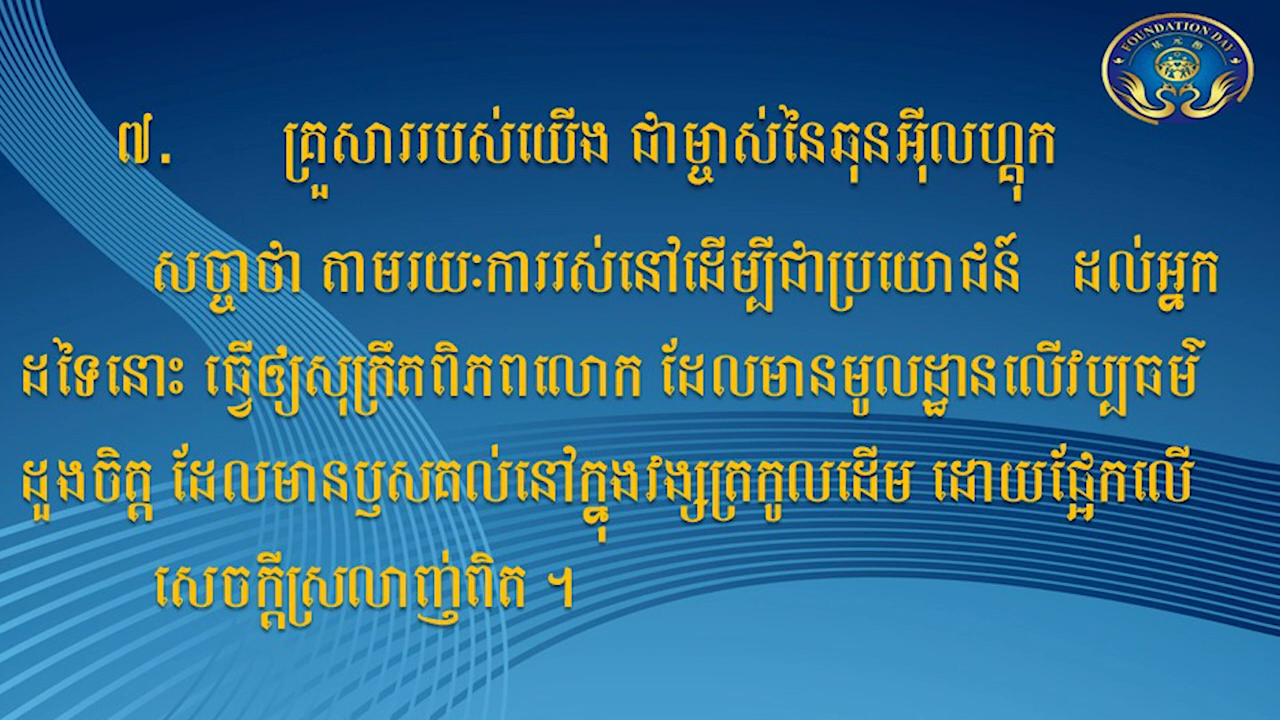 FOUNDATION DAY
៧. គ្រួសាររបស់យើង ជាម្ចាស់នៃឆុនអ៊ីលហ្គុក
សច្ចាថា តាមរយៈការរស់នៅដើម្បីជាប្រយោជន៍ ដល់អ្នក
ដទៃនោះ ធ្វើឲ្យសុក្រឹតពិភពលោក ដែលមានមូលដ្ឋានលើវប្បធម៌
ដួងចិត្ត ដែលមានឫសគល់នៅក្នុងវង្សត្រកូលដើម ដោយផ្អែកលើ
សេចក្ដីស្រលាញ់ពិត ។